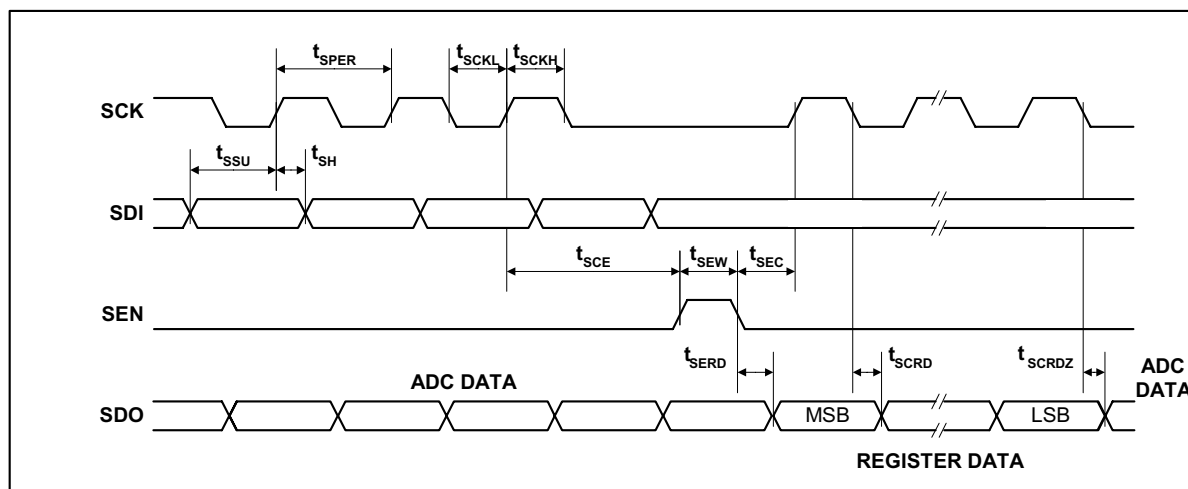 tSPER
tSCKL
tSCKH
SCK
tSSU
tSH
SDI
tSCE
tSEW
tSEC
SEN
tSERD
tSCRD
tSCRDZ
ADC DATA
ADC DATA
SDO
MSB
LSB
REGISTER DATA